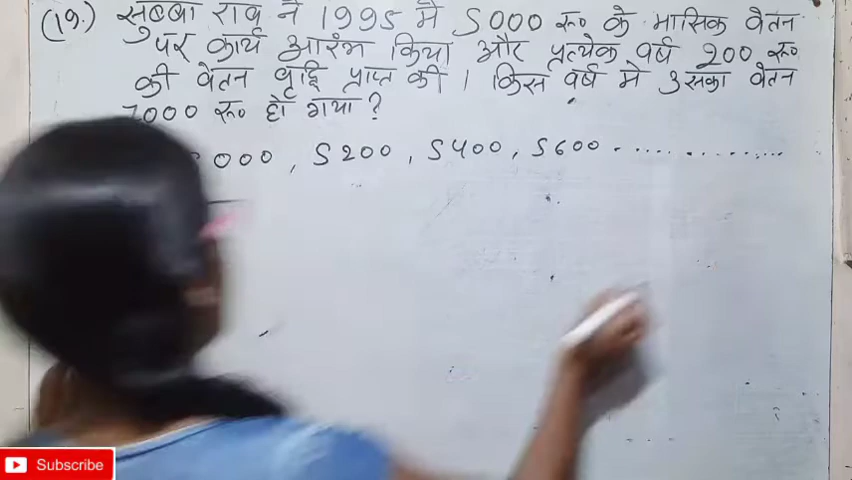 (19.) सुब्बा राव ने 1995 में 5000 रू० के मासिक वेतन
पर कार्य आरंभ किया और प्रत्येक वर्ष 200 रू०
की वेतन वृद्धि प्राप्त की । किस वर्ष में उसका वेतन
7000 रू० हो गया ?
000 , 5200 , 5400 , 5600 ..................
Subscribe